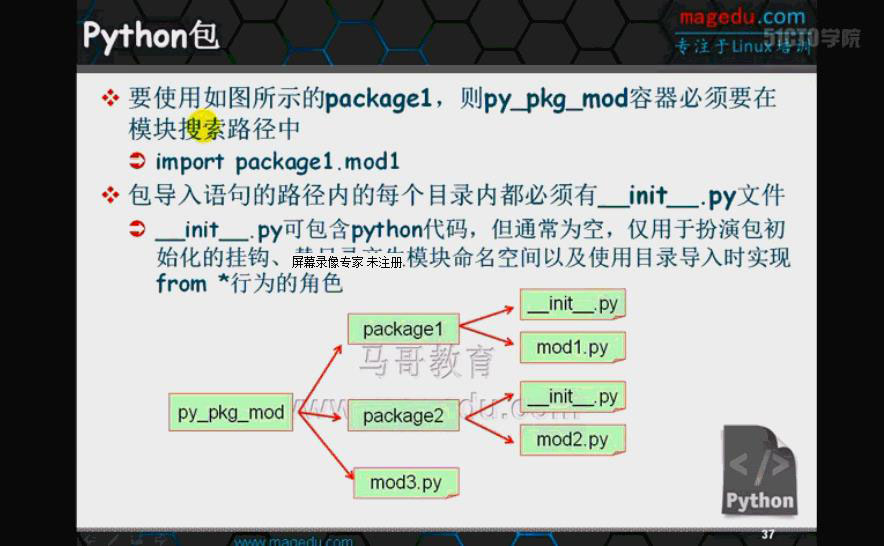 Python包
magedu.com
专注于Linux培训
51CTO学院
要使用如图所示的package1，则py_pkg_mod容器必须要在
模块搜索路径中
import package1.mod1
包导入语句的路径内的每个目录内都必须有__init__.py文件
__init__.py可包含python代码，但通常为空，仅用于扮演包初
始化的挂钩、
屏幕录像专家 未注册
模块命名空间以及使用目录导入时实现
from *行为的角色
package1
__init__.py
mod1.py
马哥教育
py_pkg_mod
package2
__init__.py
mod2.py
mod3.py
</>
Python
37
www.magedu.com